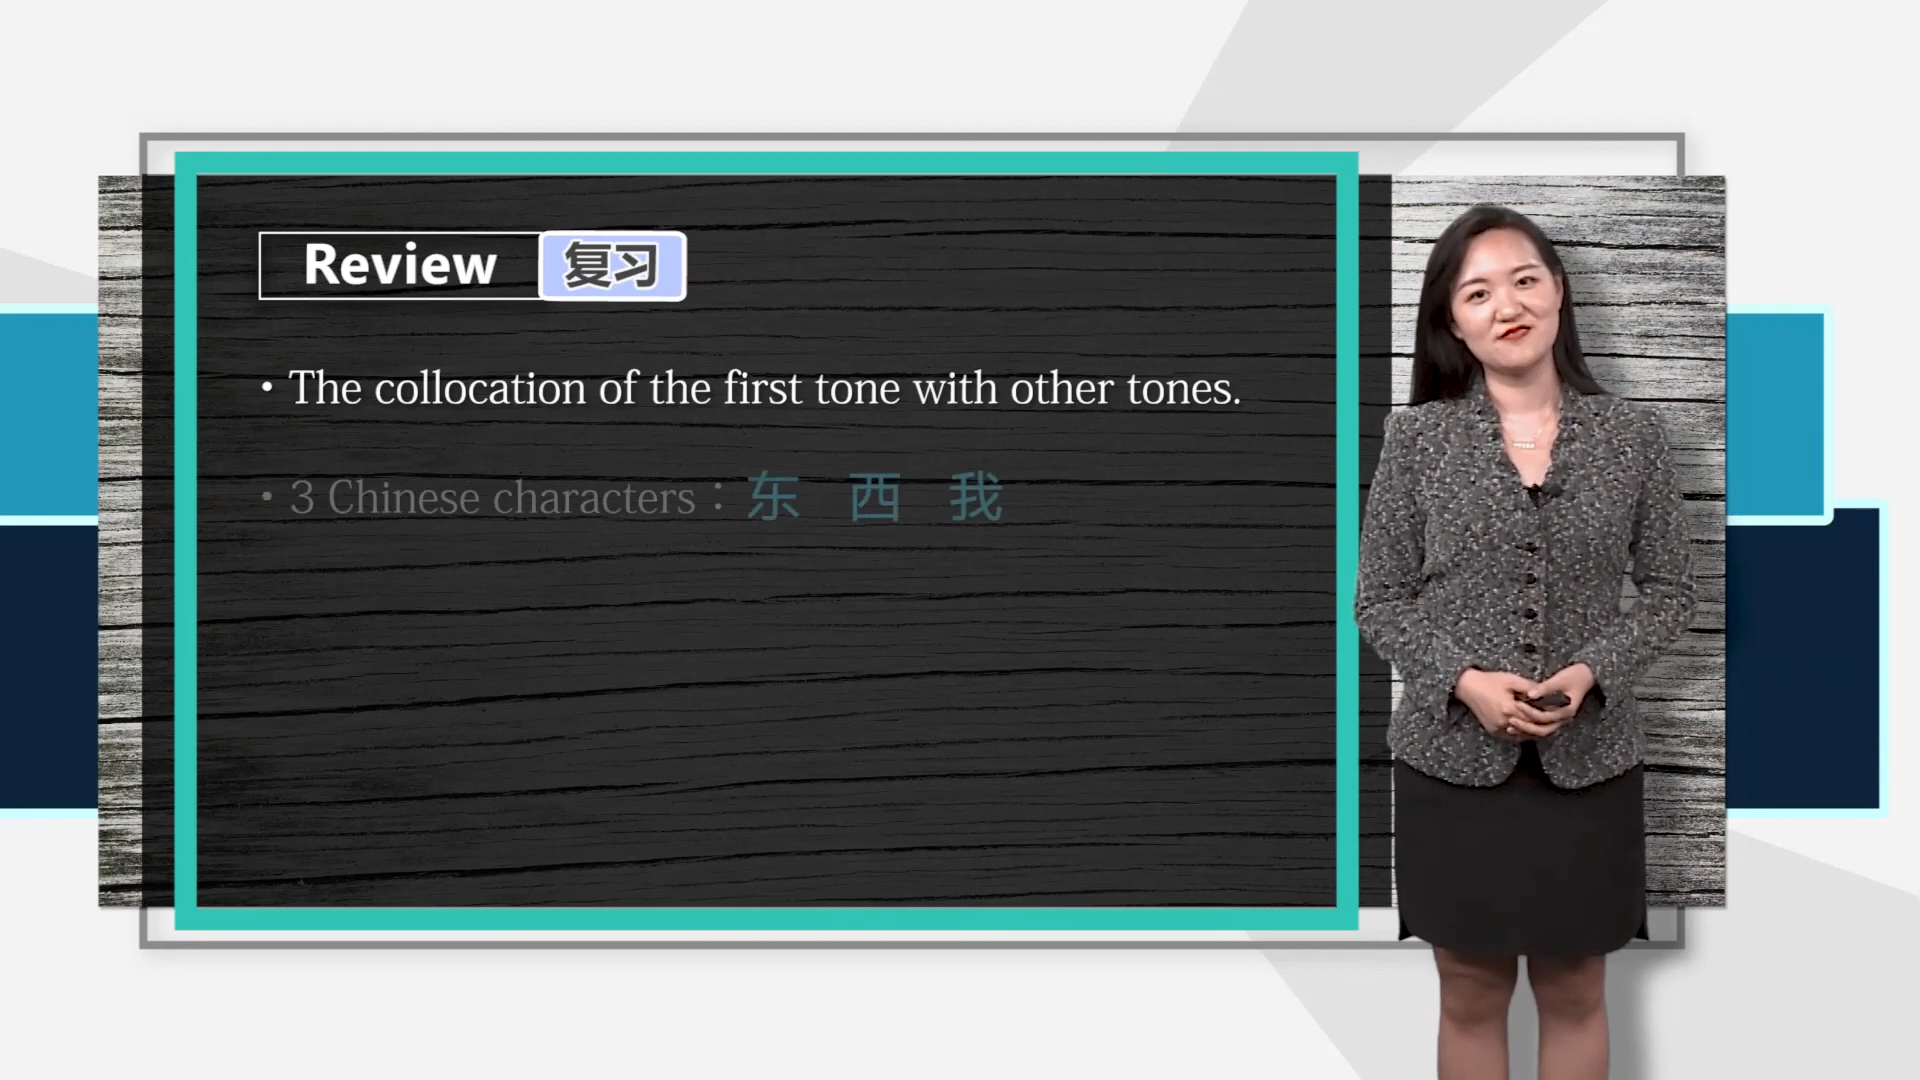 Review 复习
• The collocation of the first tone with other tones.
• 3 Chinese characters：东 西 我